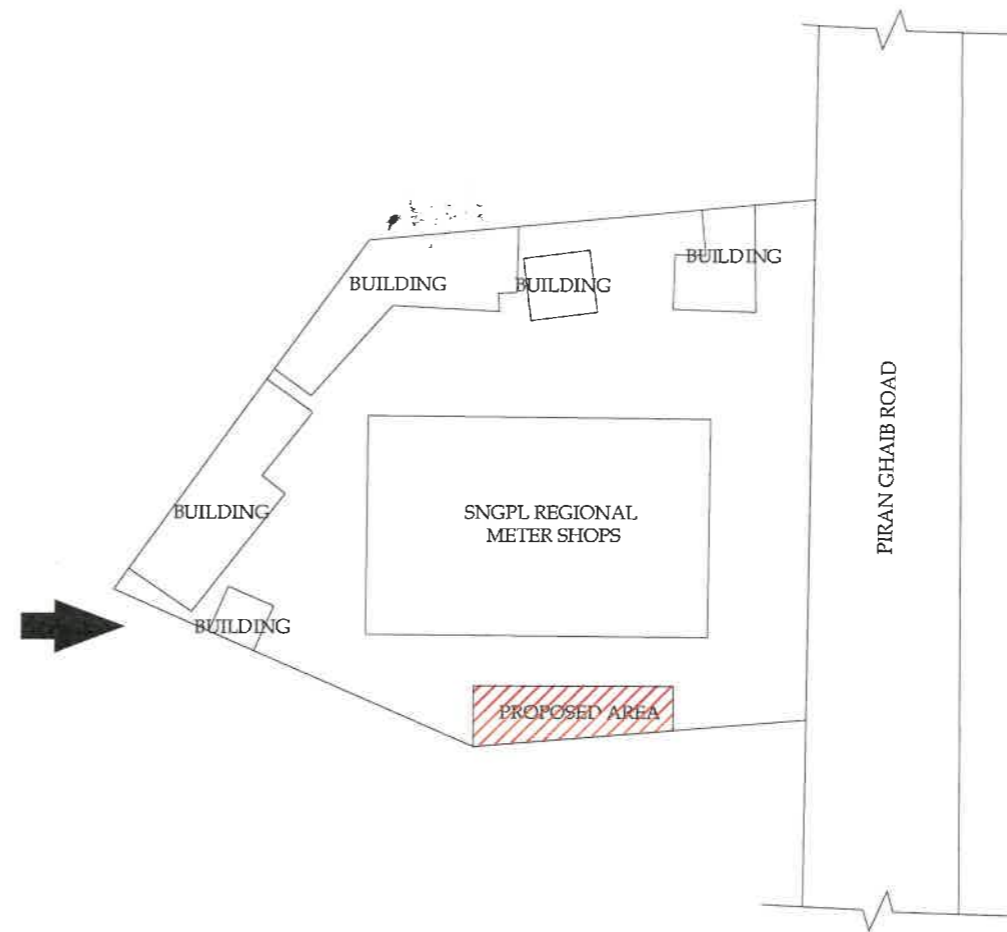 BUILDING
BUILDING
BUILDING
BUILDING
SNGPL REGIONAL
METER SHOPS
BUILDING
PROPOSED AREA
PIRAN GHAIB ROAD